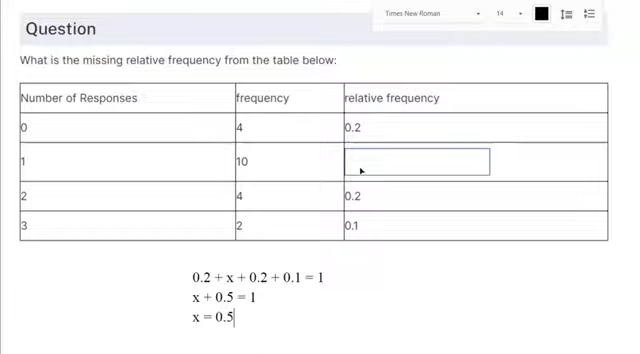 Times New Roman 14
Question
What is the missing relative frequency from the table below:
Number of Responses frequency relative frequency
0 4 0.2
1 10
2 4 0.2
3 2 0.1
0.2 + x + 0.2 + 0.1 = 1
x + 0.5 = 1
x = 0.5